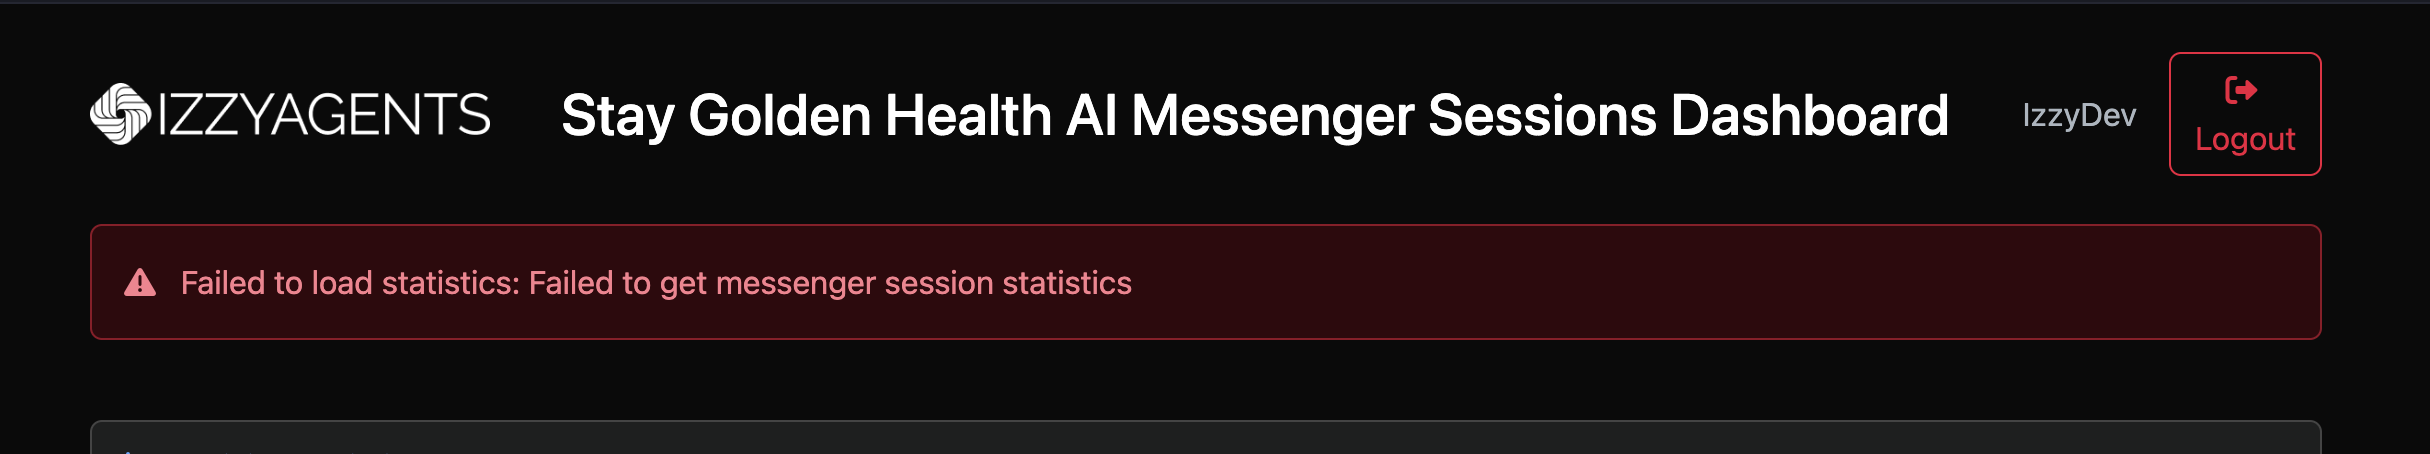 IZZYAGENTS
Stay Golden Health AI Messenger Sessions Dashboard
IzzyDev
Logout
Failed to load statistics: Failed to get messenger session statistics